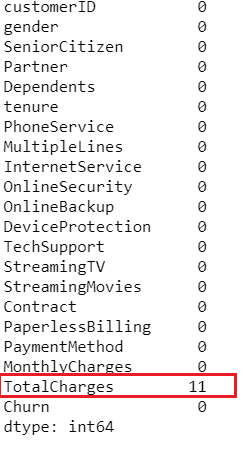 customerID 0
gender 0
SeniorCitizen 0
Partner 0
Dependents 0
tenure 0
PhoneService 0
MultipleLines 0
InternetService 0
OnlineSecurity 0
OnlineBackup 0
DeviceProtection 0
TechSupport 0
StreamingTV 0
StreamingMovies 0
Contract 0
PaperlessBilling 0
PaymentMethod 0
MonthlyCharges 0
TotalCharges 11
Churn 0
dtype: int64